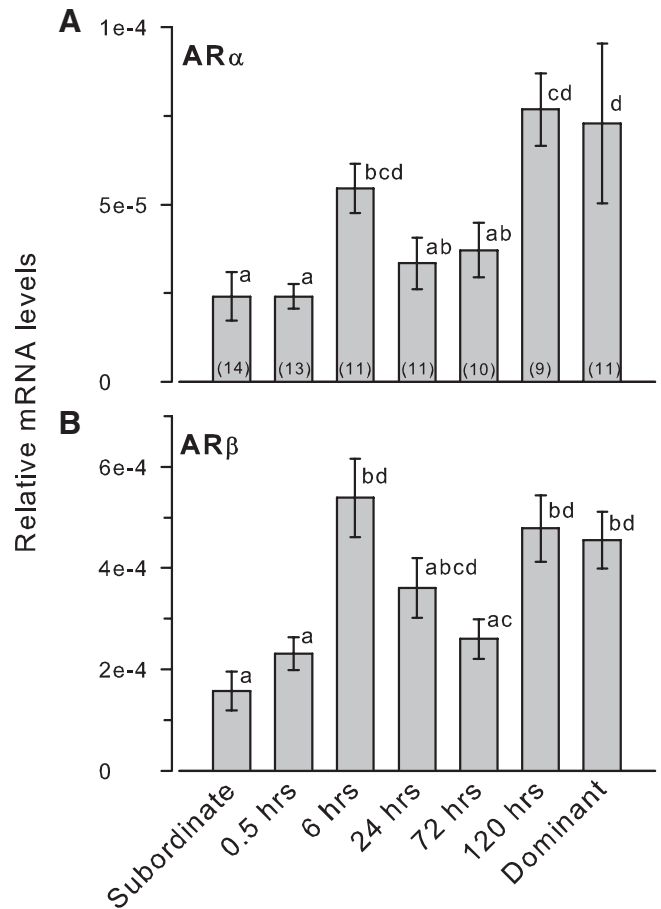 A
1e-4
ARα
cd
d
bcd
5e-5
ab
ab
a
a
(14)
(13)
(11)
(11)
(10)
(9)
(11)
0
Relative mRNA levels
B
ARβ
6e-4
bd
bd
bd
abcd
4e-4
ac
a
2e-4
a
0
Subordinate
0.5 hrs
6 hrs
24 hrs
72 hrs
120 hrs
Dominant